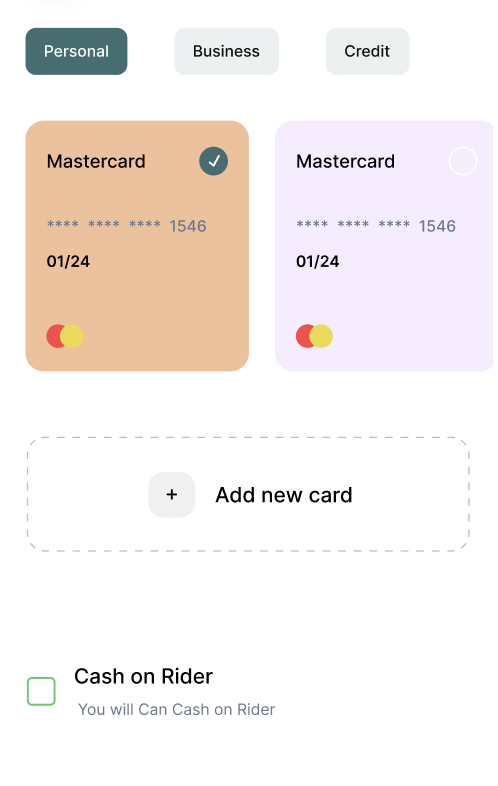 Personal Business Credit
Mastercard Mastercard
**** **** **** 1546 **** **** **** 1546
01/24 01/24
+ Add new card
Cash on Rider
You will Can Cash on Rider